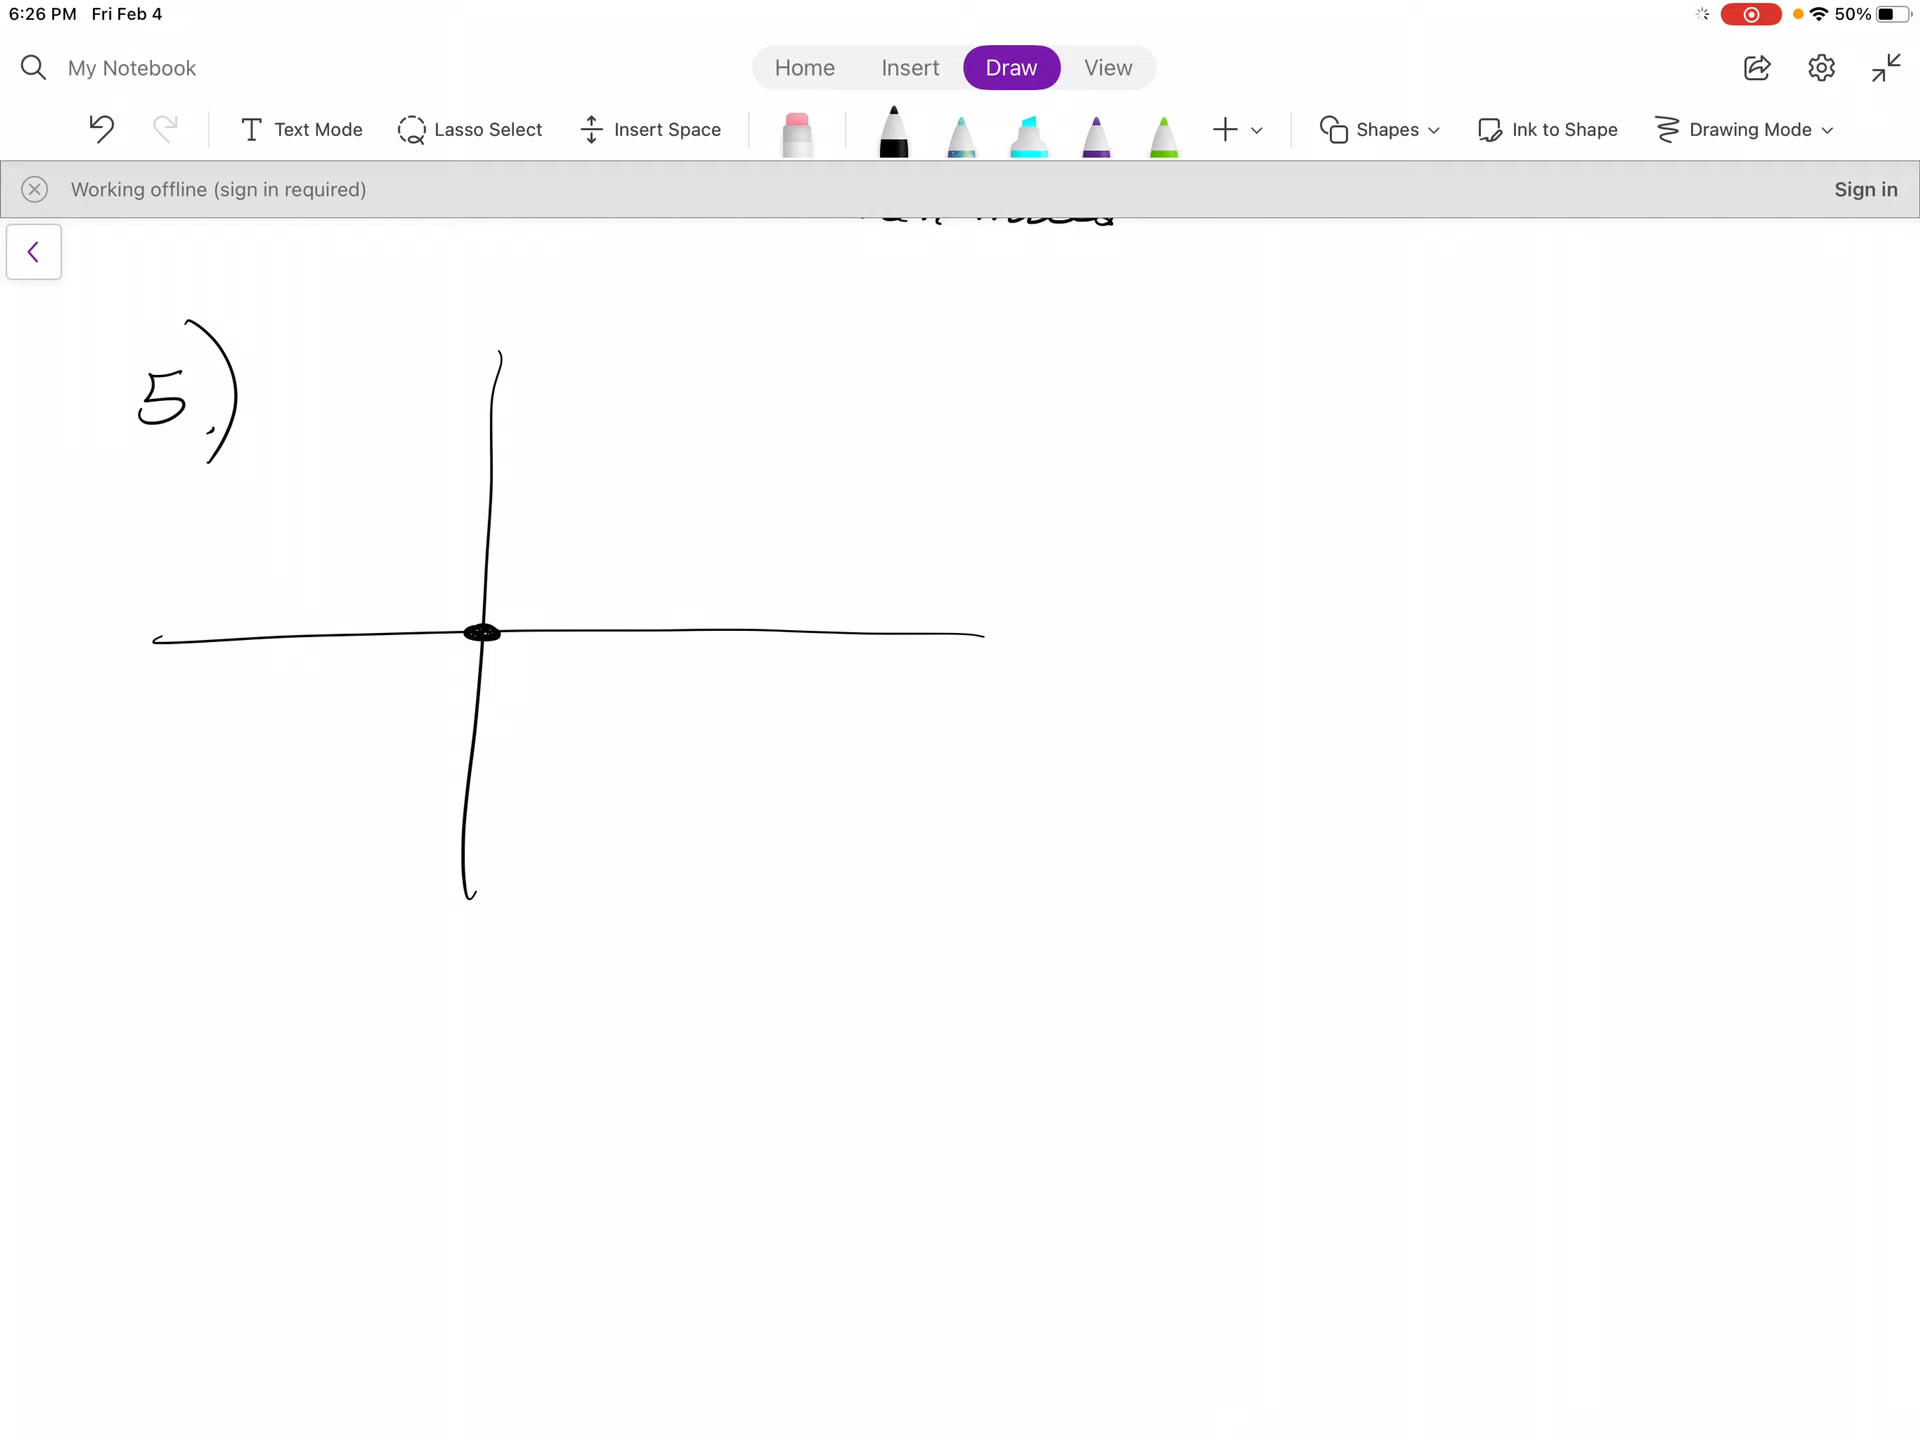 6:26 PM Fri Feb 4 50%
My Notebook Home Insert Draw View
Text Mode Lasso Select Insert Space Shapes Ink to Shape Drawing Mode
Working offline (sign in required) Sign in
5.)